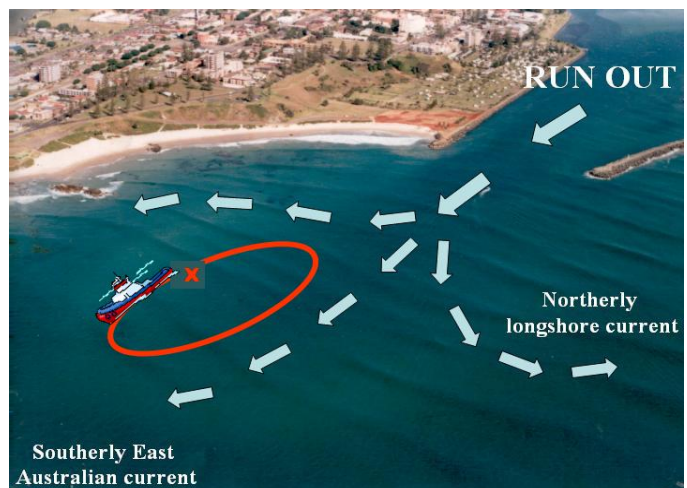 RUN OUT
x
Northerly
longshore current
Southerly East
Australian current